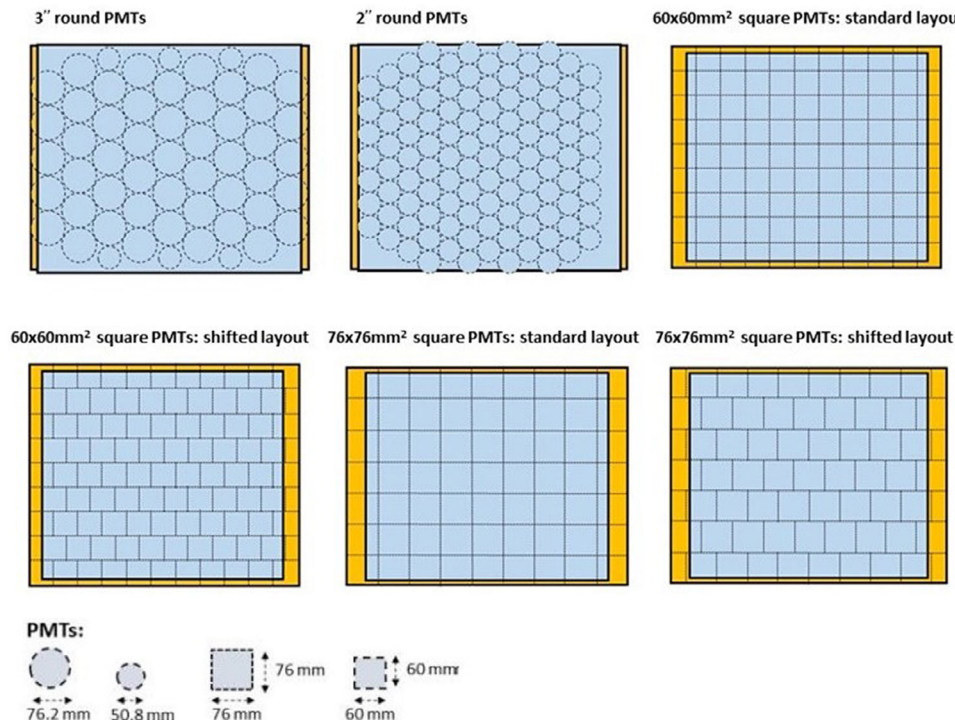 3” round PMTs
2” round PMTs
60x60mm² square PMTs: standard layou
60x60mm² square PMTs: shifted layout
76x76mm² square PMTs: standard layout
76x76mm² square PMTs: shifted layout
PMTs:
76 mm
60 mm
76.2 mm
50.8 mm
76 mm
60 mm